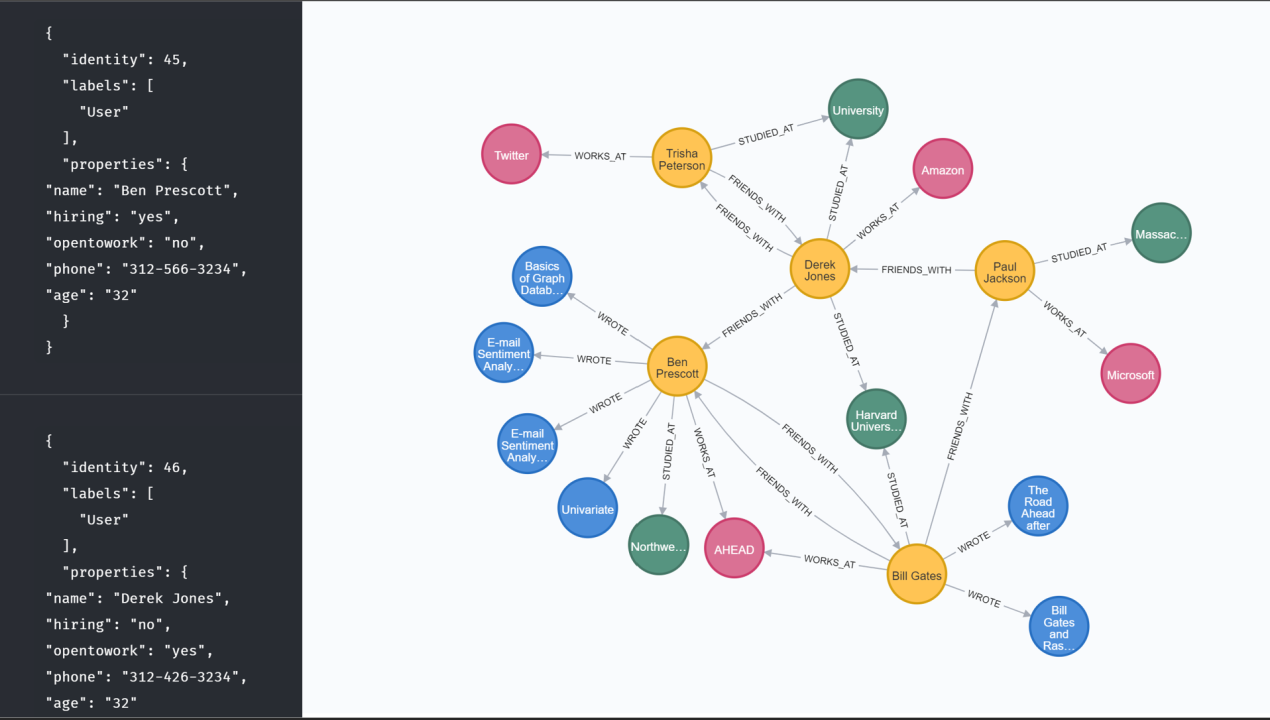 {
"identity": 45,
"labels": [
"User"
],
"properties": {
"name": "Ben Prescott",
"hiring": "yes",
"opentowork": "no",
"phone": "312-566-3234",
"age": "32"
}
}
{
"identity": 46,
"labels": [
"User"
],
"properties": {
"name": "Derek Jones",
"hiring": "no",
"opentowork": "yes",
"phone": "312-426-3234",
"age": "32"
University
Twitter
WORKS_AT
Trisha
Peterson
STUDIED_AT
Amazon
FRIENDS_WITH
FRIENDS_WITH
STUDIED_AT
WORKS_AT
Massac...
STUDIED_AT
Derek
Jones
FRIENDS_WITH
Paul
Jackson
Basics
of Graph
Datab...
WROTE
FRIENDS_WITH
STUDIED_AT
WORKS_AT
E-mail
Sentiment
Analy...
WROTE
Ben
Prescott
Microsoft
WROTE
E-mail
Sentiment
Analy...
WROTE
STUDIED_AT
WORKS_AT
FRIENDS_WITH
FRIENDS_WITH
Harvard
Univers...
FRIENDS_WITH
STUDIED_AT
Univariate
Northwe...
AHEAD
WORKS_AT
Bill Gates
WROTE
The
Road
Ahead
after
WROTE
Bill
Gates
and
Ras...